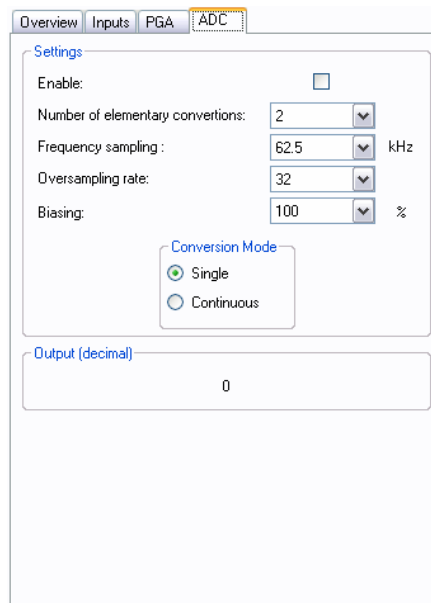 Overview Inputs PGA ADC
Settings
Enable:
Number of elementary convertions: 2
Frequency sampling : 62.5 kHz
Oversampling rate: 32
Biasing: 100 %
Conversion Mode
Single
Continuous
Output (decimal)
0